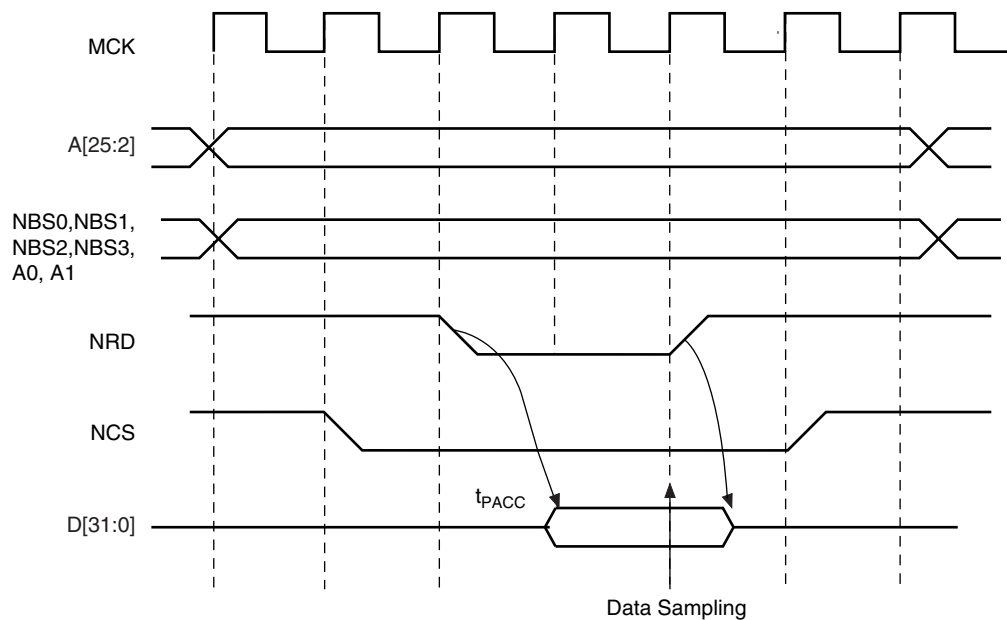 MCK
A[25:2]
NBS0,NBS1,
NBS2,NBS3,
A0, A1
NRD
NCS
tPACC
D[31:0]
Data Sampling